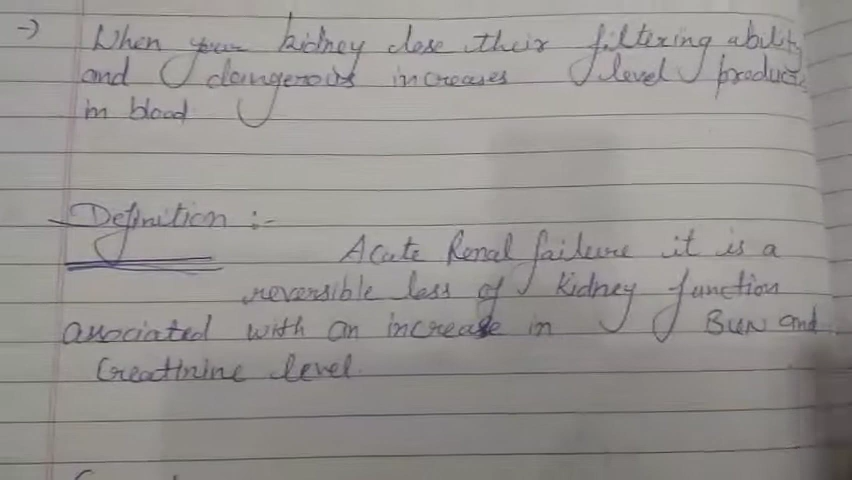 → When your kidney lose their filtering ability
and dangerous increases level products
in blood
Definition :-
Acute Renal failure it is a
reversible loss of kidney function
associated with an increase in BUN and
Creatinine level.